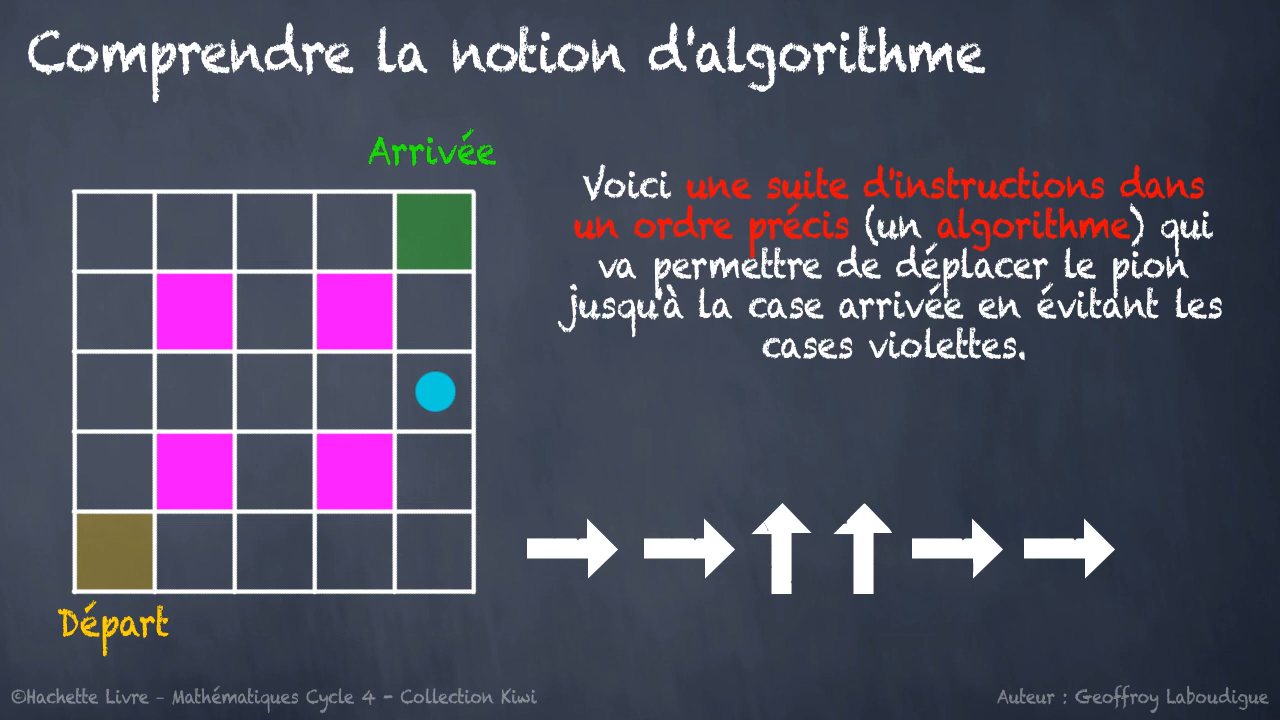 Comprendre la notion d'algorithme
Arrivée
Voici une suite d'instructions dans
un ordre précis (un algorithme) qui
va permettre de déplacer le pion
jusqu'à la case arrivée en évitant les
cases violettes.
Départ
©Hachette Livre - Mathématiques Cycle 4 - Collection Kiwi
Auteur : Geoffroy Laboudigue